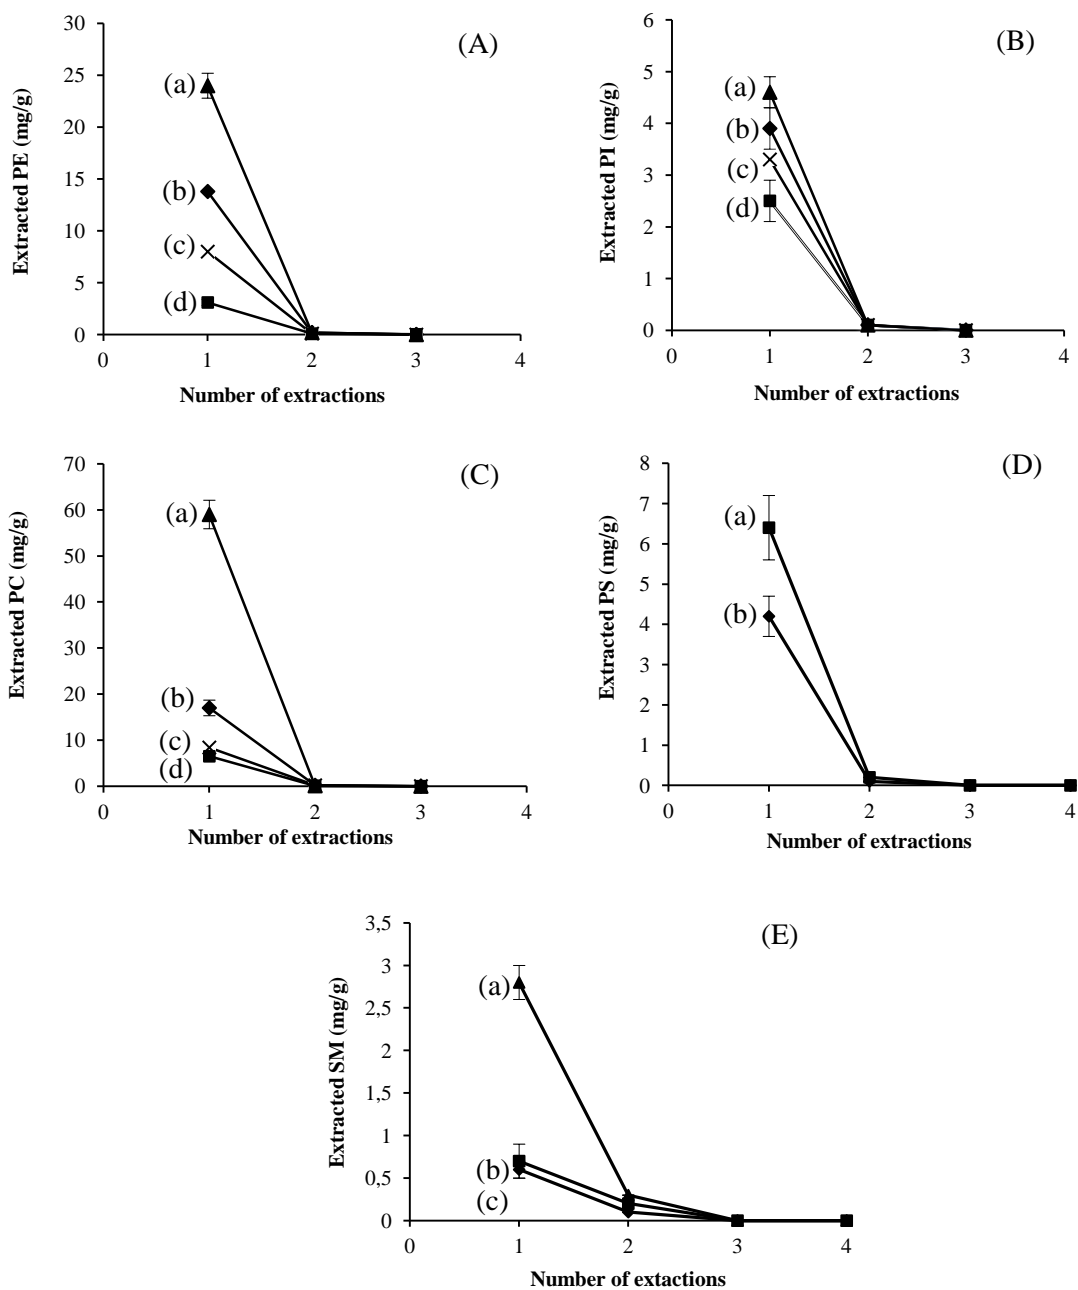 (A)
Extracted PE (mg/g)
30
25
20
15
10
5
0
(a)
(b)
(c)
(d)
0 1 2 3 4
Number of extractions
(B)
Extracted PI (mg/g)
6
5
4
3
2
1
0
(a)
(b)
(c)
(d)
0 1 2 3 4
Number of extractions
(C)
Extracted PC (mg/g)
70
60
50
40
30
20
10
0
(a)
(b)
(c)
(d)
0 1 2 3 4
Number of extractions
(D)
Extracted PS (mg/g)
8
7
6
5
4
3
2
1
0
(a)
(b)
0 1 2 3 4
Number of extractions
(E)
Extracted SM (mg/g)
3,5
3
2,5
2
1,5
1
0,5
0
(a)
(b)
(c)
0 1 2 3 4
Number of extactions